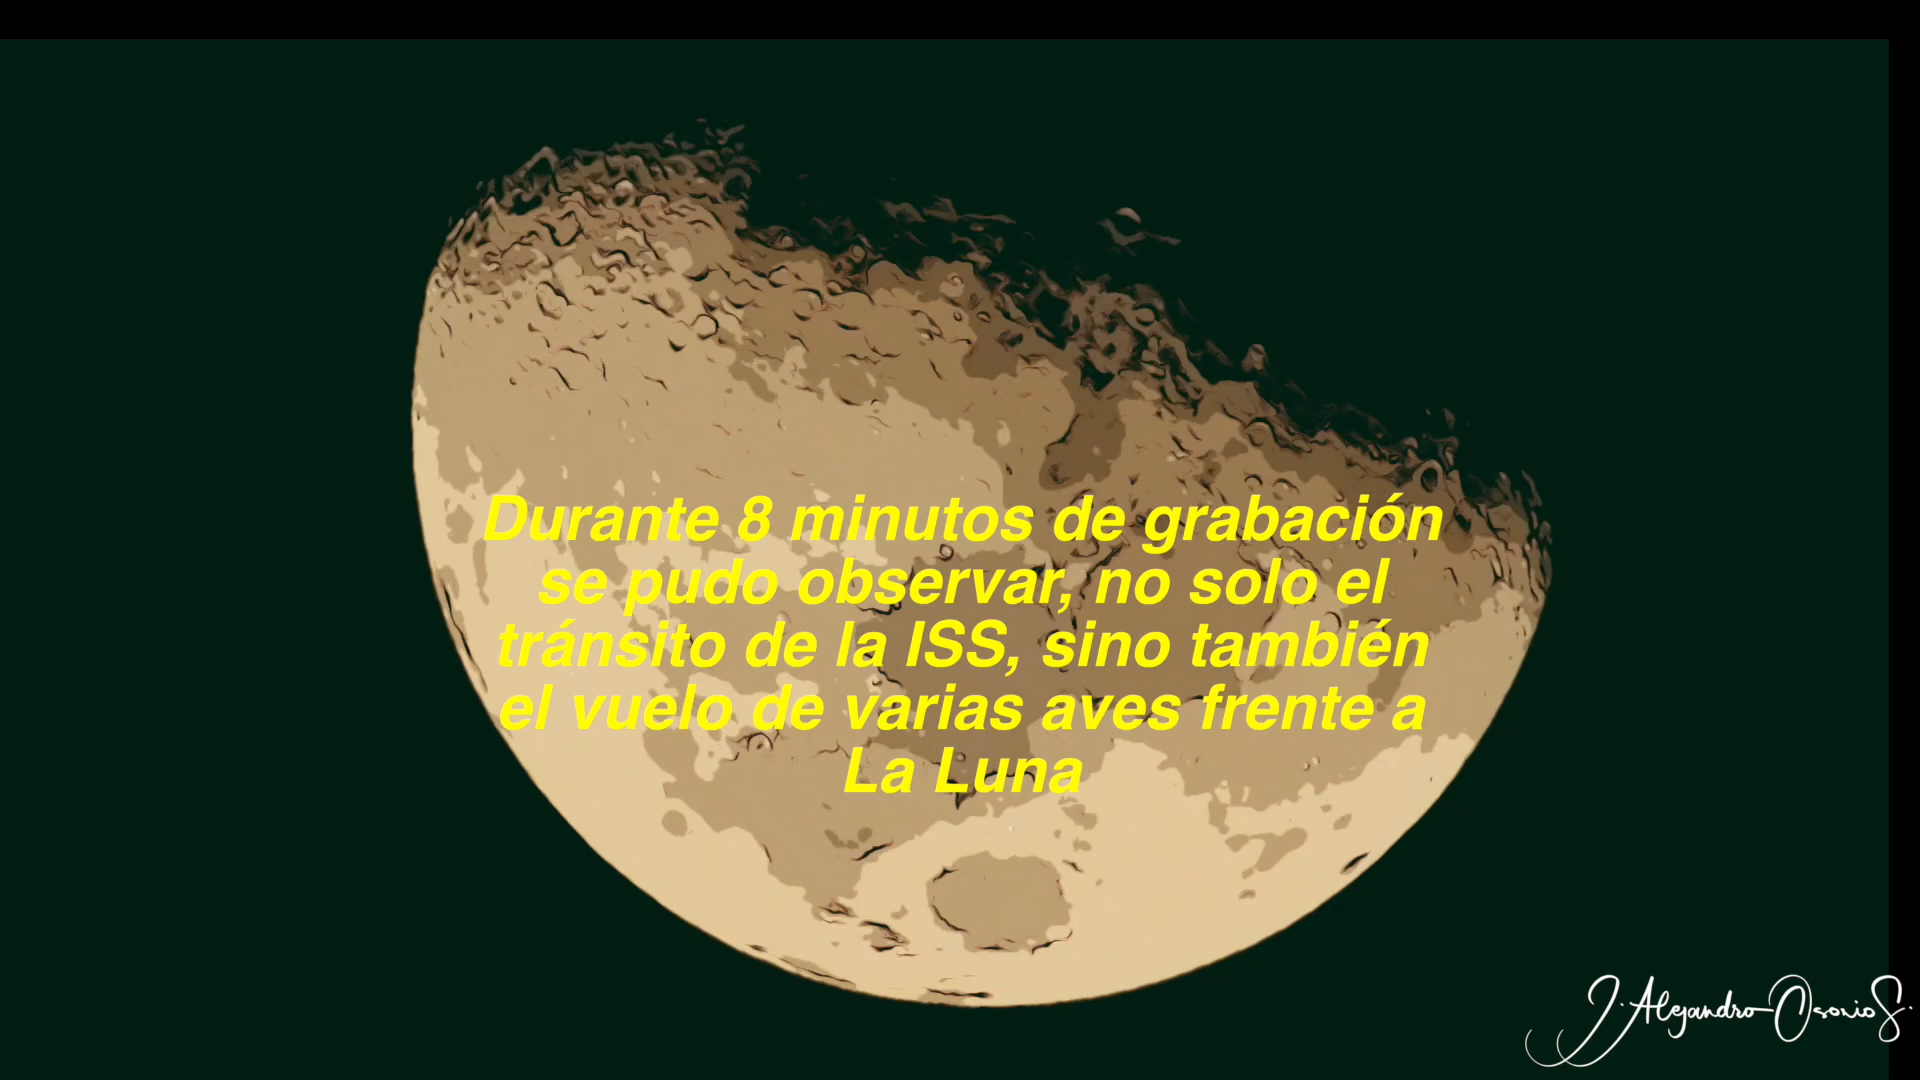 Durante 8 minutos de grabación
se pudo observar, no solo el
tránsito de la ISS, sino también
el vuelo de varias aves frente a
La Luna
J. Alejandro Osorio S.